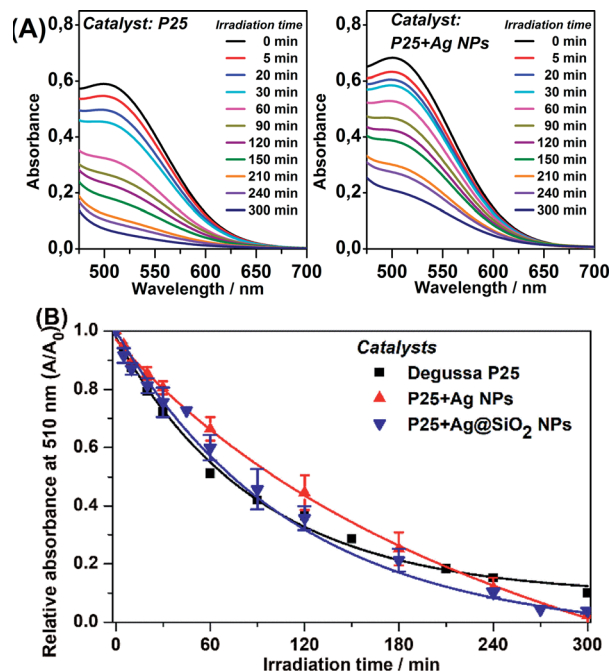 (A)
Catalyst: P25
Irradiation time
0 min
5 min
20 min
30 min
60 min
90 min
120 min
150 min
210 min
240 min
300 min
Absorbance
0,8
0,6
0,4
0,2
0,0
500 550 600 650 700
Wavelength / nm
Catalyst:
P25+Ag NPs
Irradiation time
0 min
5 min
20 min
30 min
60 min
90 min
120 min
150 min
210 min
240 min
300 min
Absorbance
0,8
0,6
0,4
0,2
0,0
500 550 600 650 700
Wavelength / nm
(B)
Catalysts
Degussa P25
P25+Ag NPs
P25+Ag@SiO₂ NPs
Relative absorbance at 510 nm (A/A₀)
1.0
0.8
0.6
0.4
0.2
0.0
0 60 120 180 240 300
Irradiation time / min